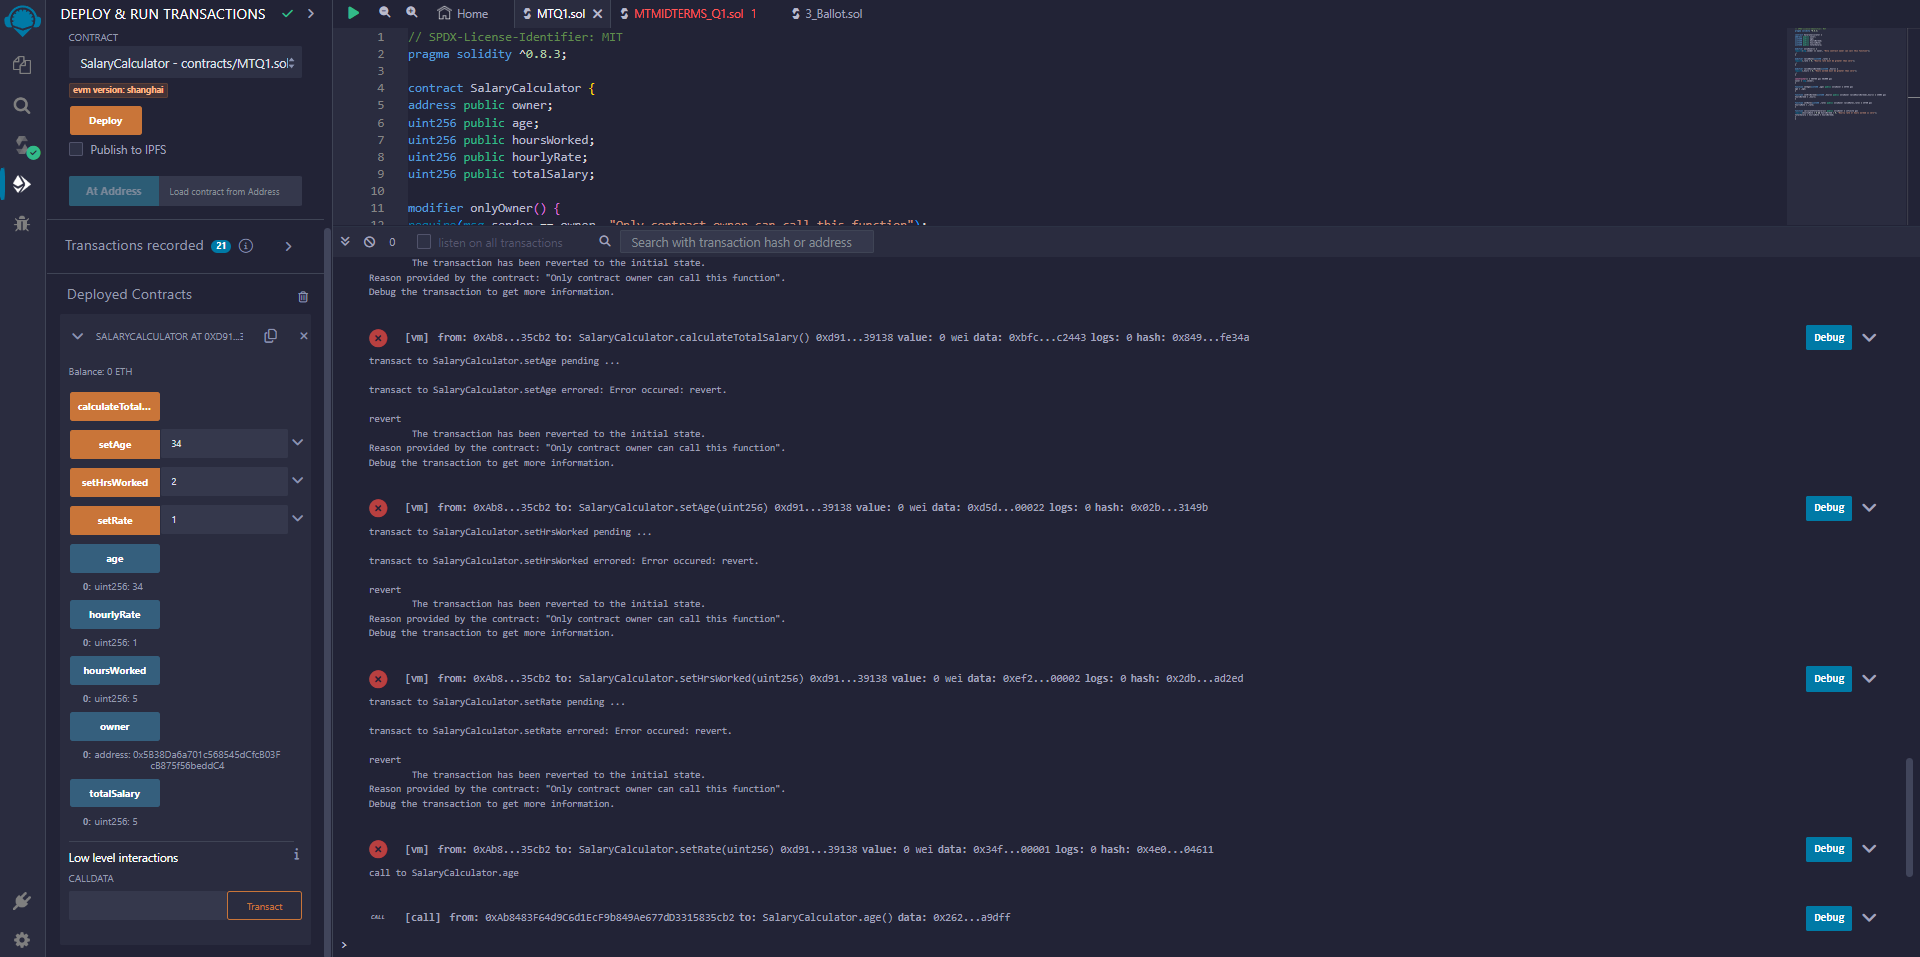 DEPLOY & RUN TRANSACTIONS
CONTRACT
SalaryCalculator - contracts/MTQ1.sol
evm version: shanghai
Deploy
Publish to IPFS
At Address
Load contract from Address
Transactions recorded 21
Deployed Contracts
SALARYCALCULATOR AT 0XD91...3
Balance: 0 ETH
calculateTotal...
setAge 34
setHrsWorked 2
setRate 1
age
0: uint256: 34
hourlyRate
0: uint256: 1
hoursWorked
0: uint256: 5
owner
0: address: 0x5B38Da6a701c568545dCfcB03F
cB875f56beddC4
totalSalary
0: uint256: 5
Low level interactions
CALLDATA
Transact
Home
MTQ1.sol
MTMIDTERMS_Q1.sol 1
3_Ballot.sol
1 // SPDX-License-Identifier: MIT
2 pragma solidity ^0.8.3;
3
4 contract SalaryCalculator {
5 address public owner;
6 uint256 public age;
7 uint256 public hoursWorked;
8 uint256 public hourlyRate;
9 uint256 public totalSalary;
10
11 modifier onlyOwner() {
12 require(msg.sender == owner, "Only contract owner can call this function");
0 listen on all transactions
Search with transaction hash or address
The transaction has been reverted to the initial state.
Reason provided by the contract: "Only contract owner can call this function".
Debug the transaction to get more information.
[vm] from: 0xAb8...35cb2 to: SalaryCalculator.calculateTotalSalary() 0xd91...39138 value: 0 wei data: 0xbfc...c2443 logs: 0 hash: 0x849...fe34a
Debug
transact to SalaryCalculator.setAge pending ...
transact to SalaryCalculator.setAge errored: Error occured: revert.
revert
The transaction has been reverted to the initial state.
Reason provided by the contract: "Only contract owner can call this function".
Debug the transaction to get more information.
[vm] from: 0xAb8...35cb2 to: SalaryCalculator.setAge(uint256) 0xd91...39138 value: 0 wei data: 0xd5d...00022 logs: 0 hash: 0x02b...3149b
Debug
transact to SalaryCalculator.setHrsWorked pending ...
transact to SalaryCalculator.setHrsWorked errored: Error occured: revert.
revert
The transaction has been reverted to the initial state.
Reason provided by the contract: "Only contract owner can call this function".
Debug the transaction to get more information.
[vm] from: 0xAb8...35cb2 to: SalaryCalculator.setHrsWorked(uint256) 0xd91...39138 value: 0 wei data: 0xef2...00002 logs: 0 hash: 0x2db...ad2ed
Debug
transact to SalaryCalculator.setRate pending ...
transact to SalaryCalculator.setRate errored: Error occured: revert.
revert
The transaction has been reverted to the initial state.
Reason provided by the contract: "Only contract owner can call this function".
Debug the transaction to get more information.
[vm] from: 0xAb8...35cb2 to: SalaryCalculator.setRate(uint256) 0xd91...39138 value: 0 wei data: 0x34f...00001 logs: 0 hash: 0x4e0...04611
Debug
call to SalaryCalculator.age
CALL [call] from: 0xAb8483F64d9C6d1EcF9b849Ae677dD3315835cb2 to: SalaryCalculator.age() data: 0x262...a9dff
Debug
>